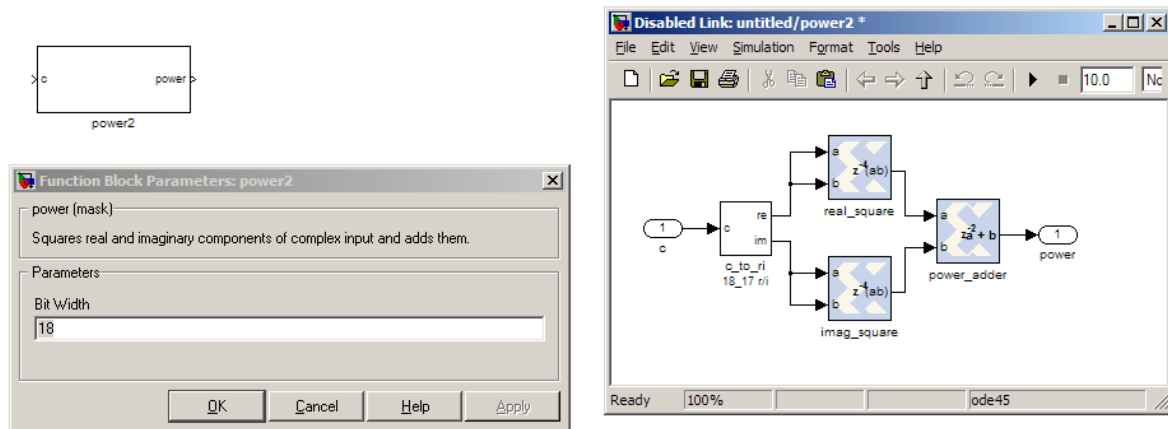 c power
power2
Function Block Parameters: power2
power (mask)
Squares real and imaginary components of complex input and adds them.
Parameters
Bit Width
18
OK Cancel Help Apply
Disabled Link: untitled/power2 *
File Edit View Simulation Format Tools Help
10.0
1
c
c re
im
c_to_ri
18_17 r/i
a
b
z-4(ab)
real_square
a
b
z-4(ab)
imag_square
a
b
power_adder
1
power
Ready 100% ode45